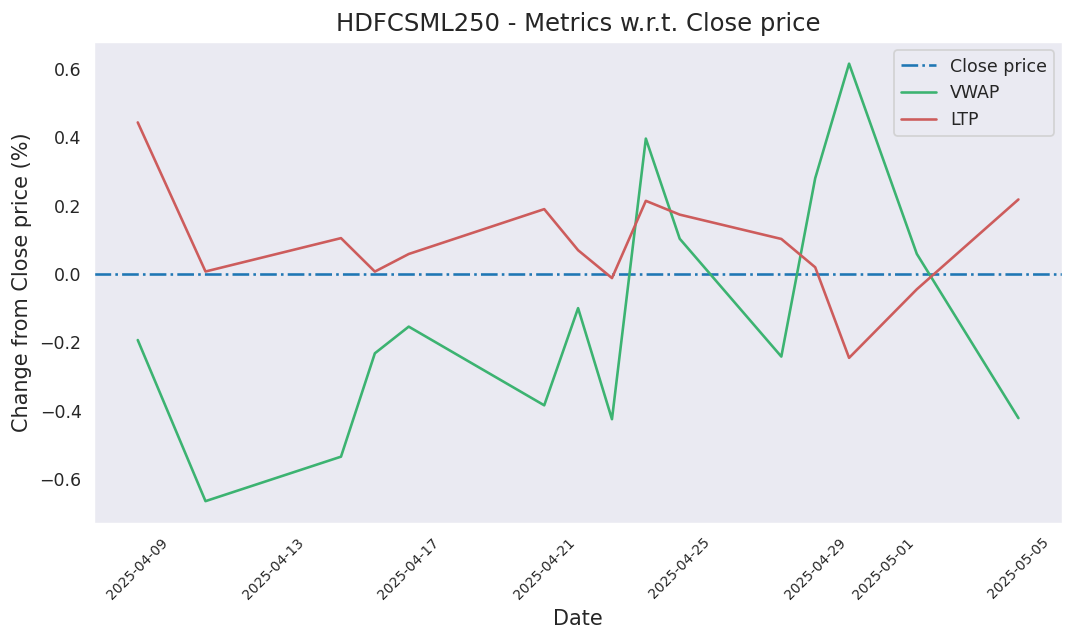 HDFCSML250 - Metrics w.r.t. Close price
Close price
VWAP
LTP
Change from Close price (%)
0.6
0.4
0.2
0.0
−0.2
−0.4
−0.6
2025-04-09
2025-04-13
2025-04-17
2025-04-21
2025-04-25
2025-04-29
2025-05-01
2025-05-05
Date